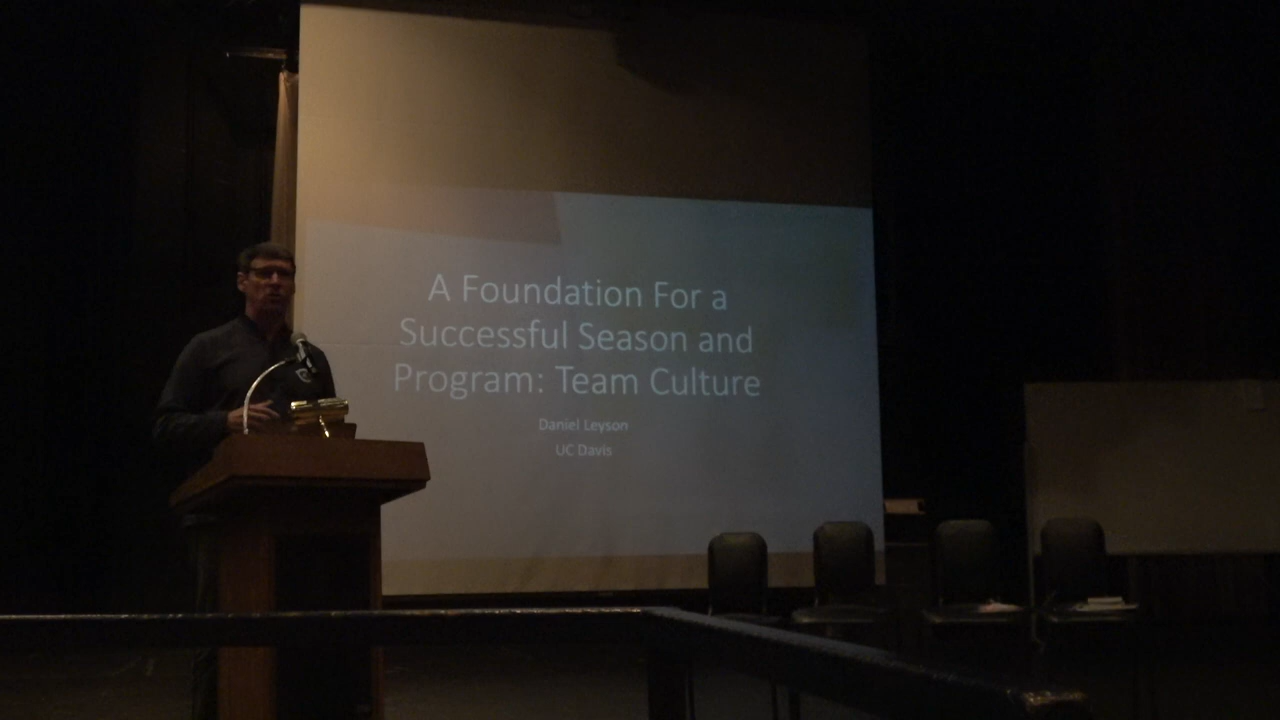 A Foundation For a
Successful Season and
Program: Team Culture
Daniel Leyson
UC Davis